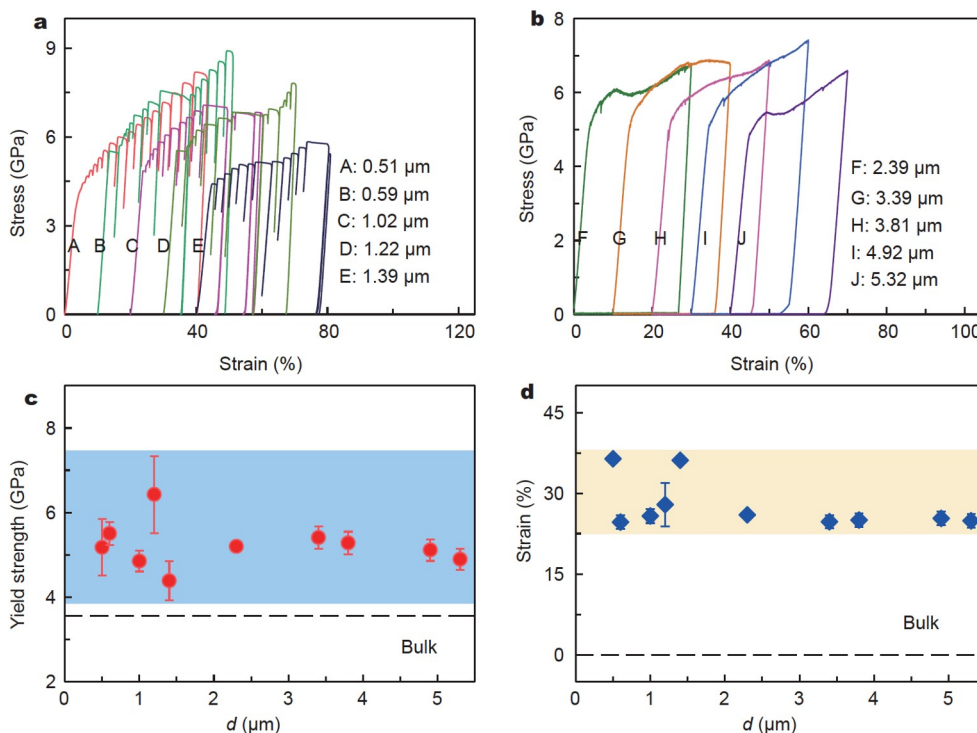 a
9
6
3
0
Stress (GPa)
A B C D E
A: 0.51 µm
B: 0.59 µm
C: 1.02 µm
D: 1.22 µm
E: 1.39 µm
0 40 80 120
Strain (%)
b
8
6
4
2
0
Stress (GPa)
F G H I J
F: 2.39 µm
G: 3.39 µm
H: 3.81 µm
I: 4.92 µm
J: 5.32 µm
0 20 40 60 80 100
Strain (%)
c
8
6
4
2
Yield strength (GPa)
Bulk
0 1 2 3 4 5
d (µm)
d
45
30
15
0
Strain (%)
Bulk
0 1 2 3 4 5
d (µm)